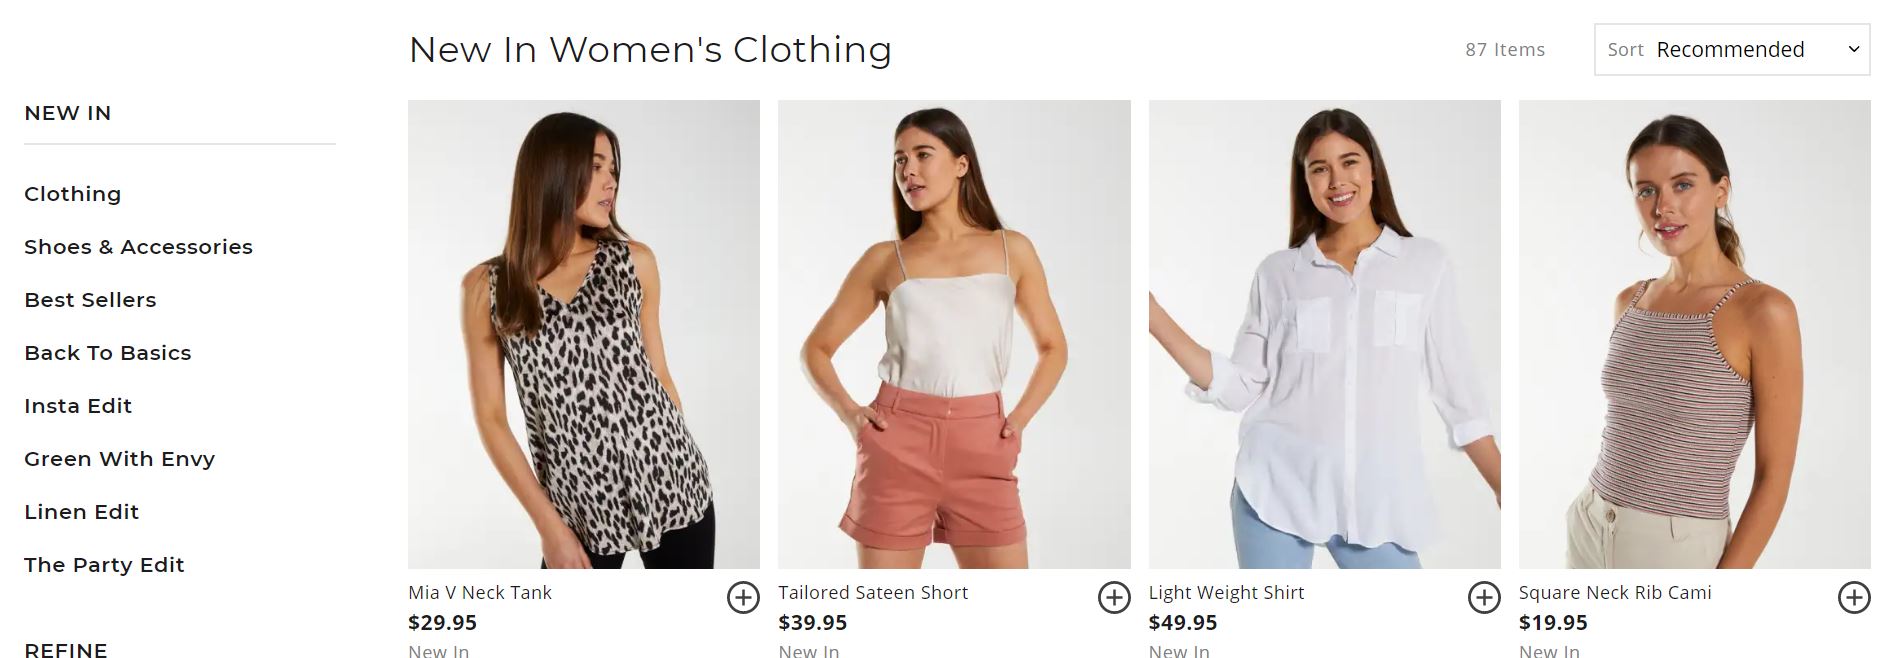 New In Women's Clothing
87 Items
Sort Recommended
NEW IN
Clothing
Shoes & Accessories
Best Sellers
Back To Basics
Insta Edit
Green With Envy
Linen Edit
The Party Edit
REFINE
Mia V Neck Tank
$29.95
New In
Tailored Sateen Short
$39.95
New In
Light Weight Shirt
$49.95
New In
Square Neck Rib Cami
$19.95
New In